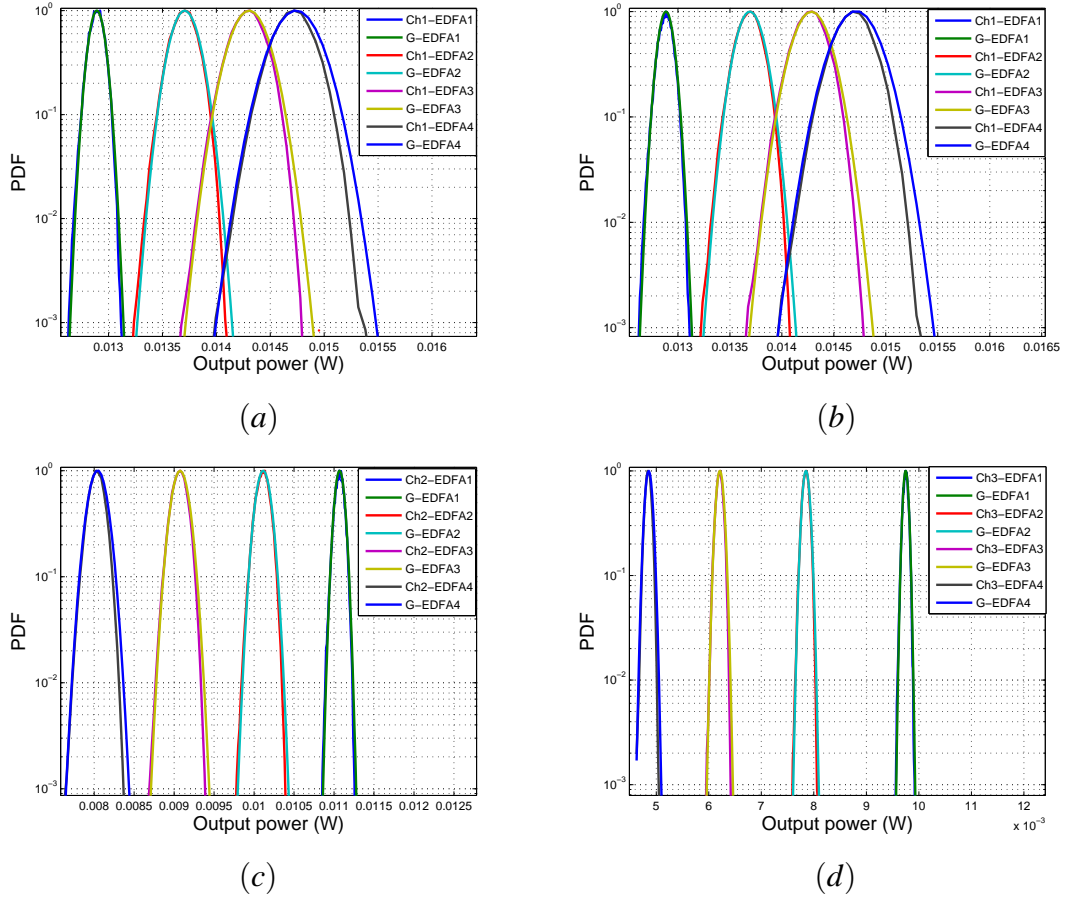 10^0
10^-1
10^-2
10^-3
PDF
0.013 0.0135 0.014 0.0145 0.015 0.0155 0.016
Output power (W)
Ch1-EDFA1
G-EDFA1
Ch1-EDFA2
G-EDFA2
Ch1-EDFA3
G-EDFA3
Ch1-EDFA4
G-EDFA4
(a)
10^0
10^-1
10^-2
10^-3
PDF
0.013 0.0135 0.014 0.0145 0.015 0.0155 0.016 0.0165
Output power (W)
Ch1-EDFA1
G-EDFA1
Ch1-EDFA2
G-EDFA2
Ch1-EDFA3
G-EDFA3
Ch1-EDFA4
G-EDFA4
(b)
10^0
10^-1
10^-2
10^-3
PDF
0.008 0.0085 0.009 0.0095 0.01 0.0105 0.011 0.0115 0.012 0.0125
Output power (W)
Ch2-EDFA1
G-EDFA1
Ch2-EDFA2
G-EDFA2
Ch2-EDFA3
G-EDFA3
Ch2-EDFA4
G-EDFA4
(c)
10^0
10^-1
10^-2
10^-3
PDF
5 6 7 8 9 10 11 12
x 10^-3
Output power (W)
Ch3-EDFA1
G-EDFA1
Ch3-EDFA2
G-EDFA2
Ch3-EDFA3
G-EDFA3
Ch3-EDFA4
G-EDFA4
(d)